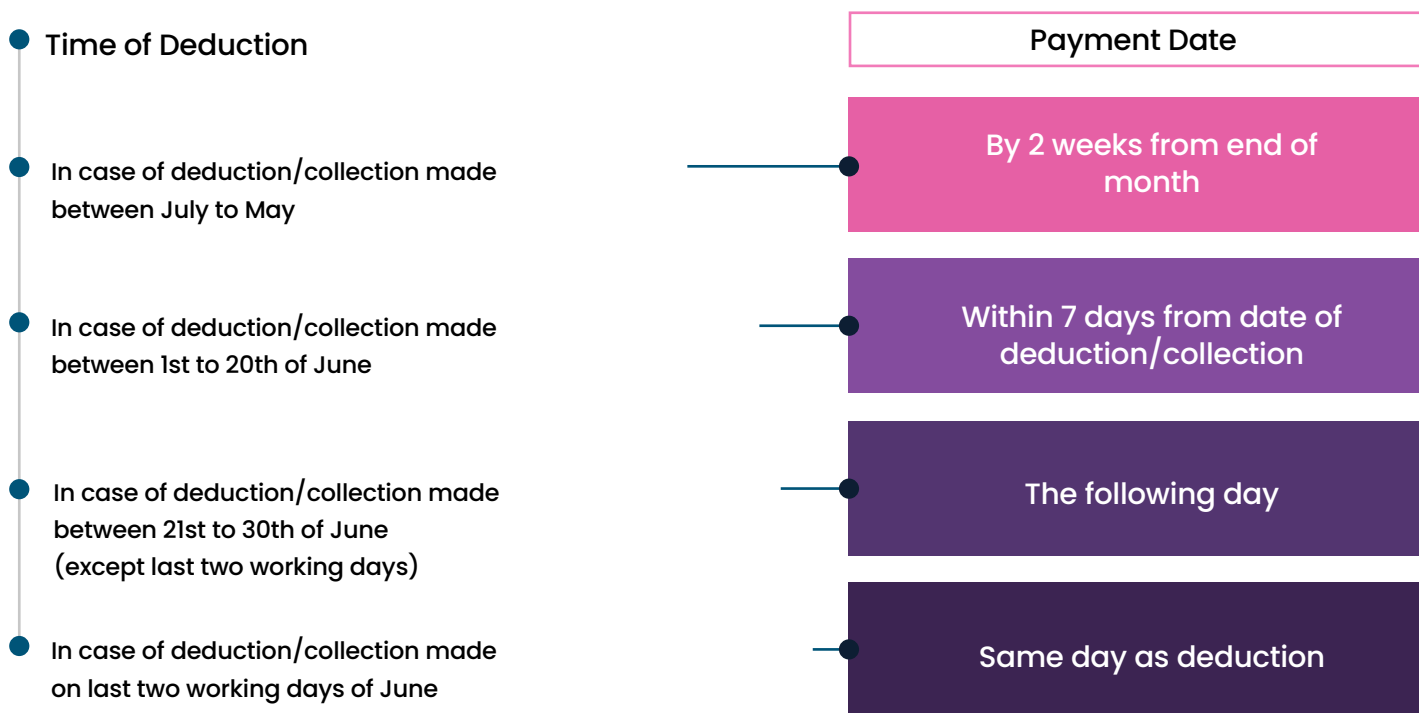 Time of Deduction
Payment Date
In case of deduction/collection made
between July to May
By 2 weeks from end of
month
In case of deduction/collection made
between 1st to 20th of June
Within 7 days from date of
deduction/collection
In case of deduction/collection made
between 21st to 30th of June
(except last two working days)
The following day
In case of deduction/collection made
on last two working days of June
Same day as deduction